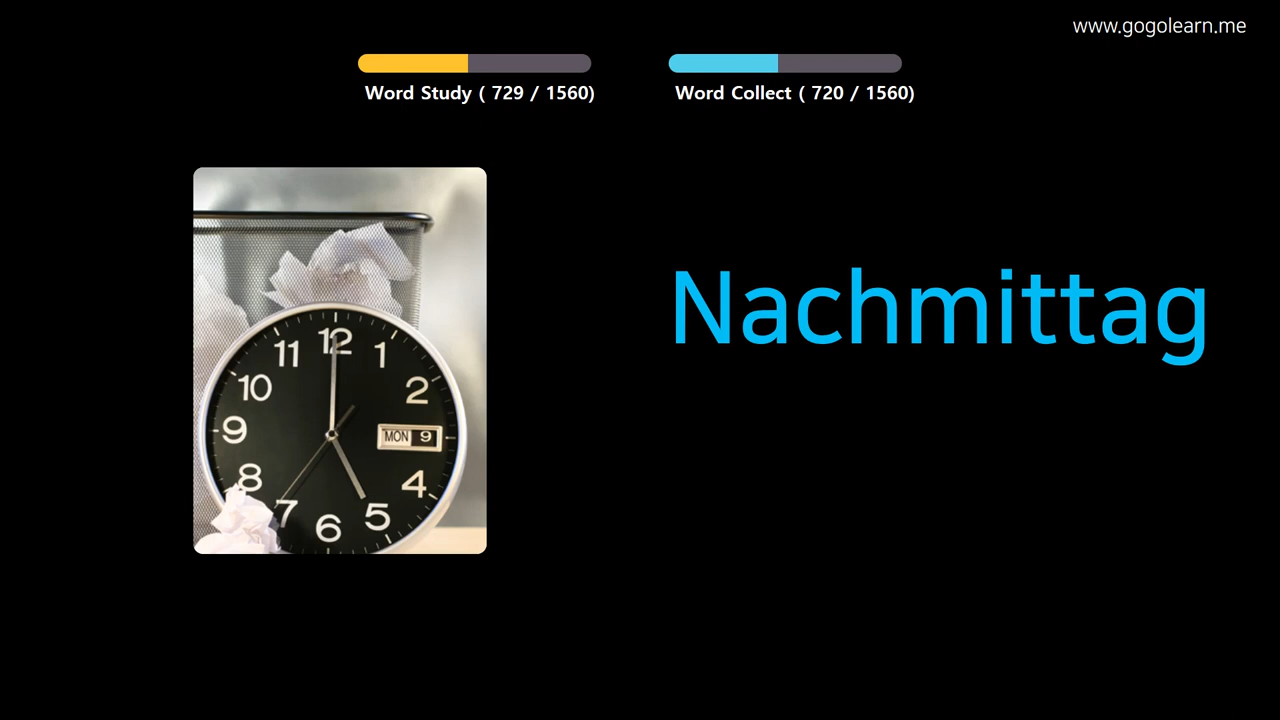 www.gogolearn.me
Word Study ( 729 / 1560)
Word Collect ( 720 / 1560)
Nachmittag
12
11
1
10
2
9
MON 9
8
4
7
5
6